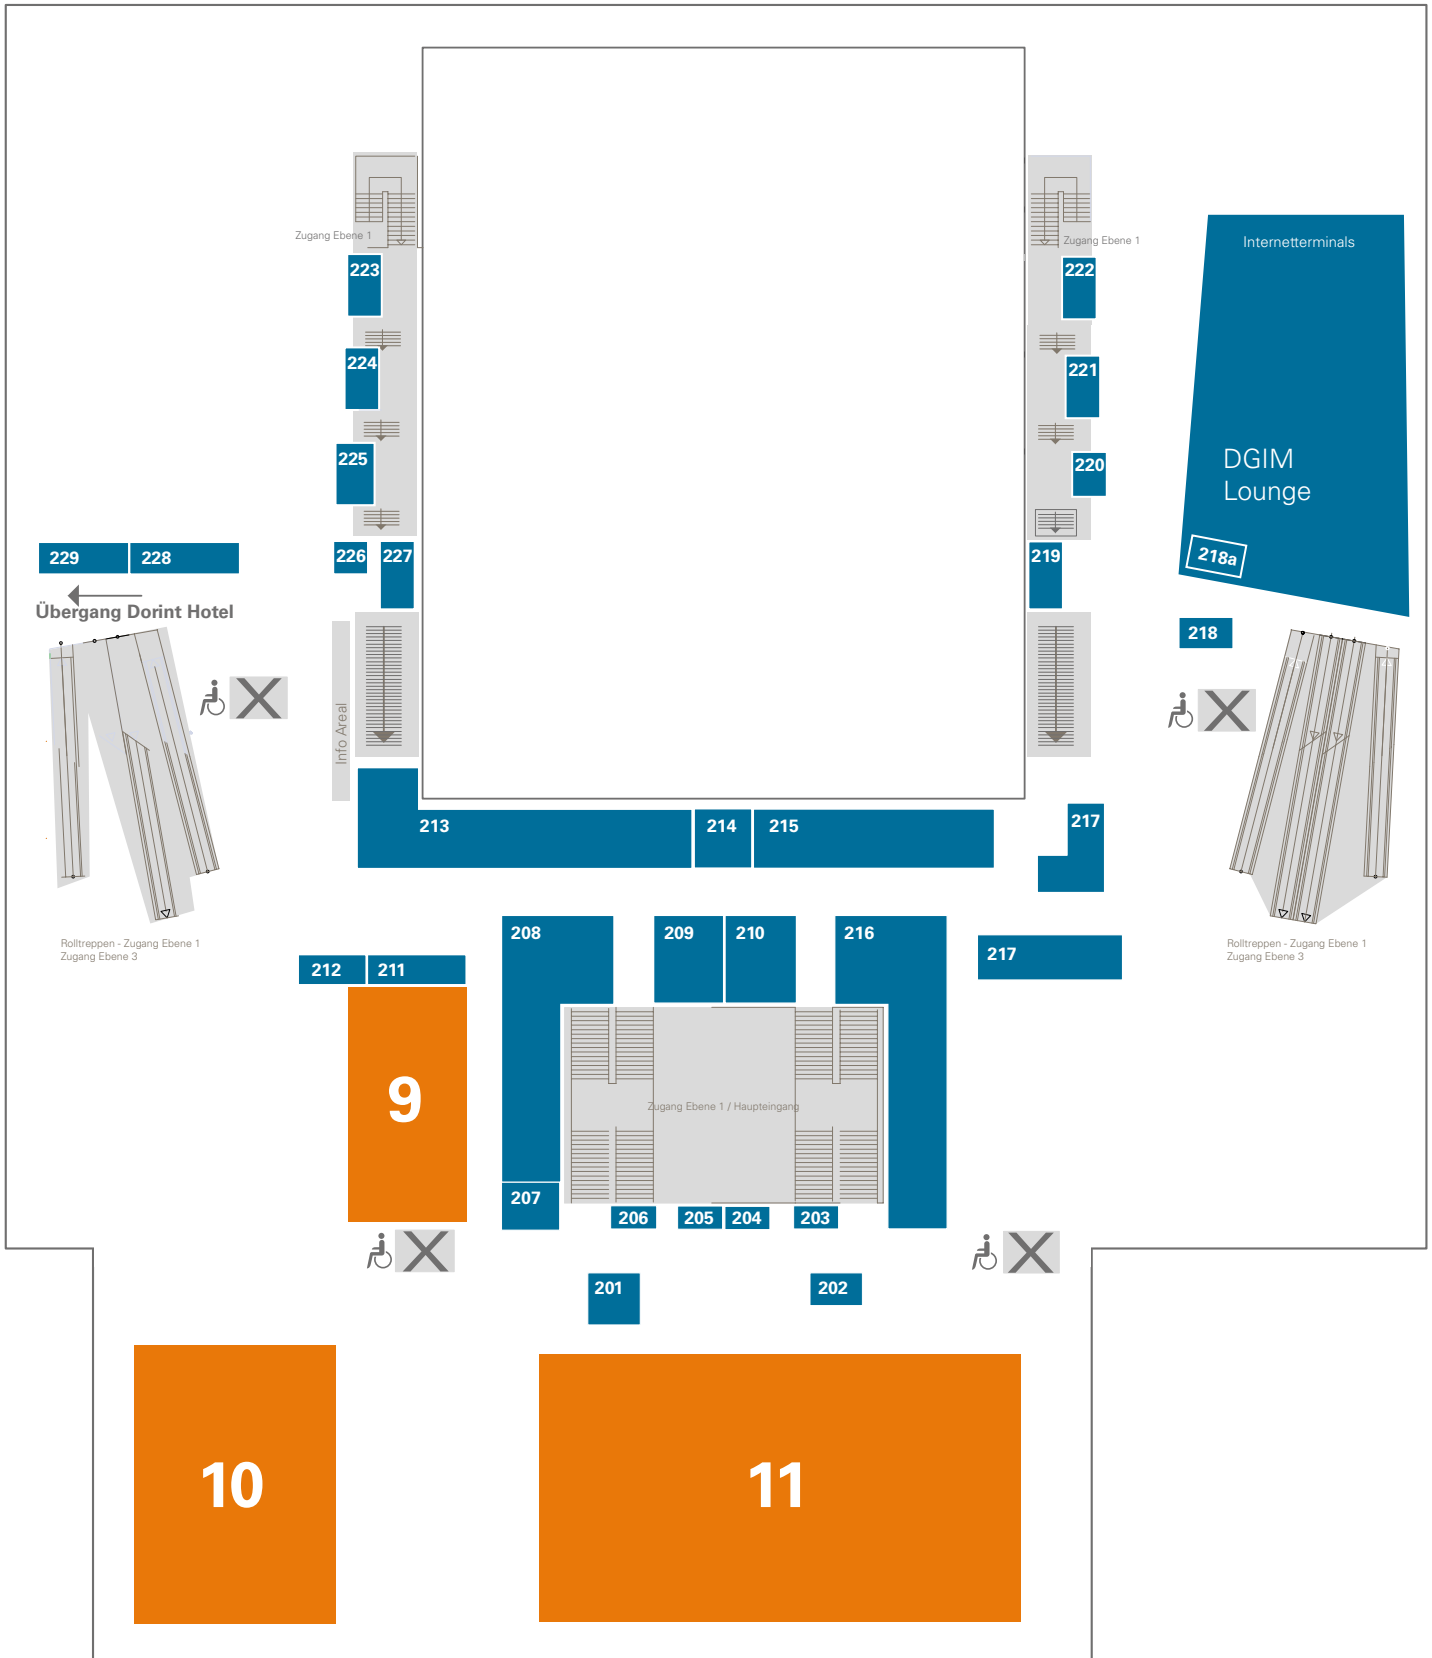 Zugang Ebene 1
Zugang Ebene 1
Internetterminals
223
222
224
221
225
220
DGIM
Lounge
229
228
226
227
219
218a
Übergang Dorint Hotel
218
Info Areal
213
214
215
217
208
209
210
216
217
Rolltreppen - Zugang Ebene 1
Zugang Ebene 3
Rolltreppen - Zugang Ebene 1
Zugang Ebene 3
212
211
9
Zugang Ebene 1 / Haupteingang
207
206
205
204
203
201
202
10
11